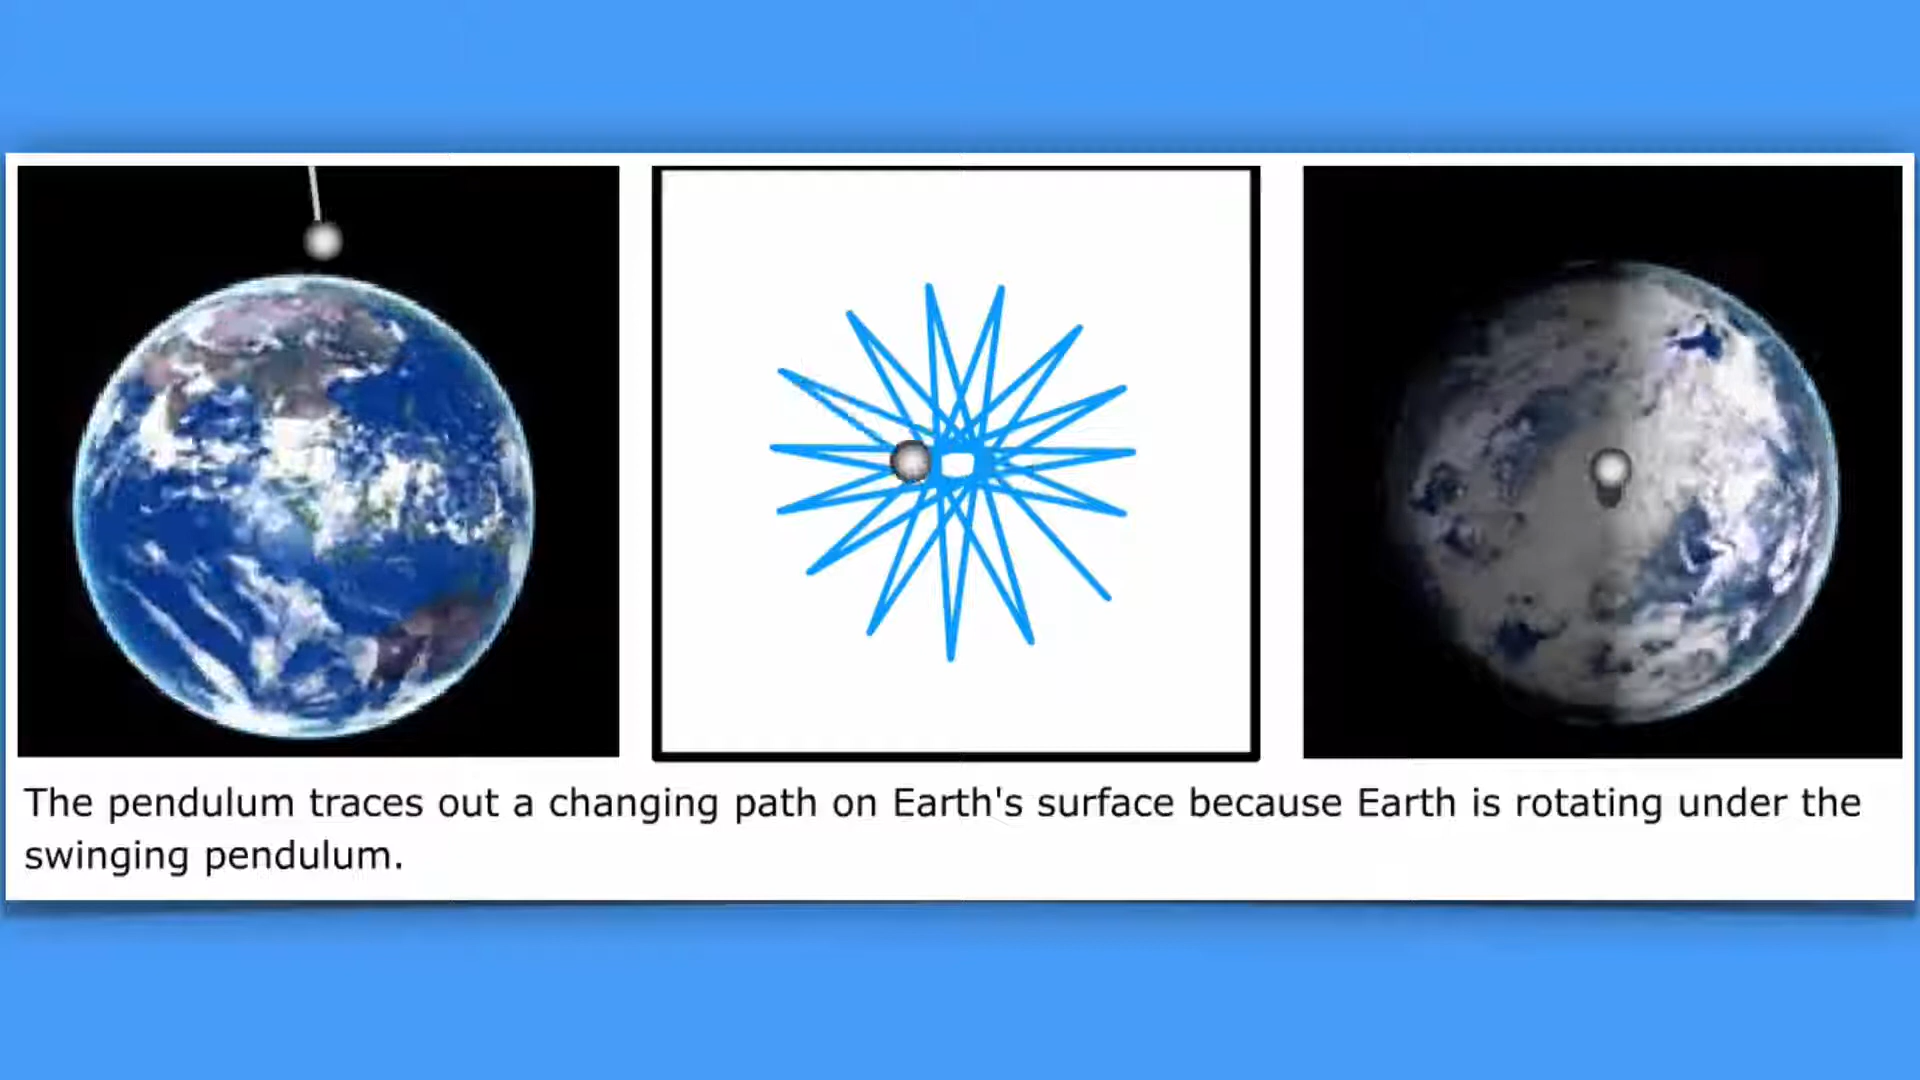 The pendulum traces out a changing path on Earth's surface because Earth is rotating under the
swinging pendulum.